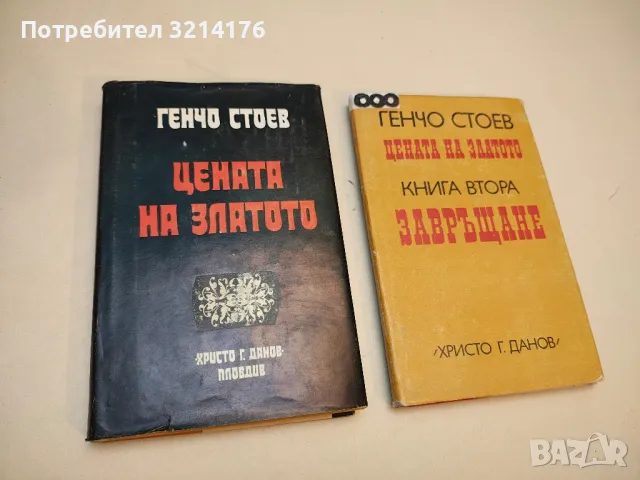 Потребител 3214176
ГЕНЧО СТОЕВ
ЦЕНАТА
НА ЗЛАТОТО
«ХРИСТО Г. ДАНОВ»
ПЛОВДИВ
ГЕНЧО СТОЕВ
ЦЕНАТА НА ЗЛАТОТО
КНИГА ВТОРА
ЗАВРЪЩАНЕ
«ХРИСТО Г. ДАНОВ»
BAZAR